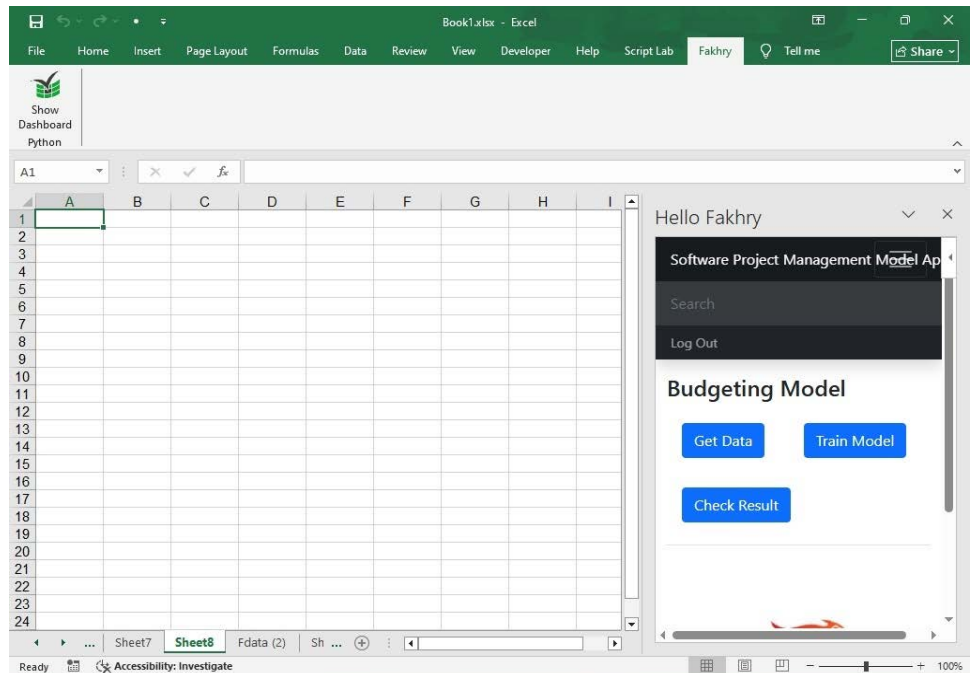 Book1.xlsx - Excel
File Home Insert Page Layout Formulas Data Review View Developer Help Script Lab Fakhry Tell me Share
Show
Dashboard
Python
A1 fx
A B C D E F G H I
Hello Fakhry
1
2
3
4
5
6
7
8
9
10
11
12
13
14
15
16
17
18
19
20
21
22
23
24
Software Project Management Model Ap
Search
Log Out
Budgeting Model
Get Data Train Model
Check Result
... Sheet7 Sheet8 Fdata (2) Sh ...
Ready Accessibility: Investigate 100%